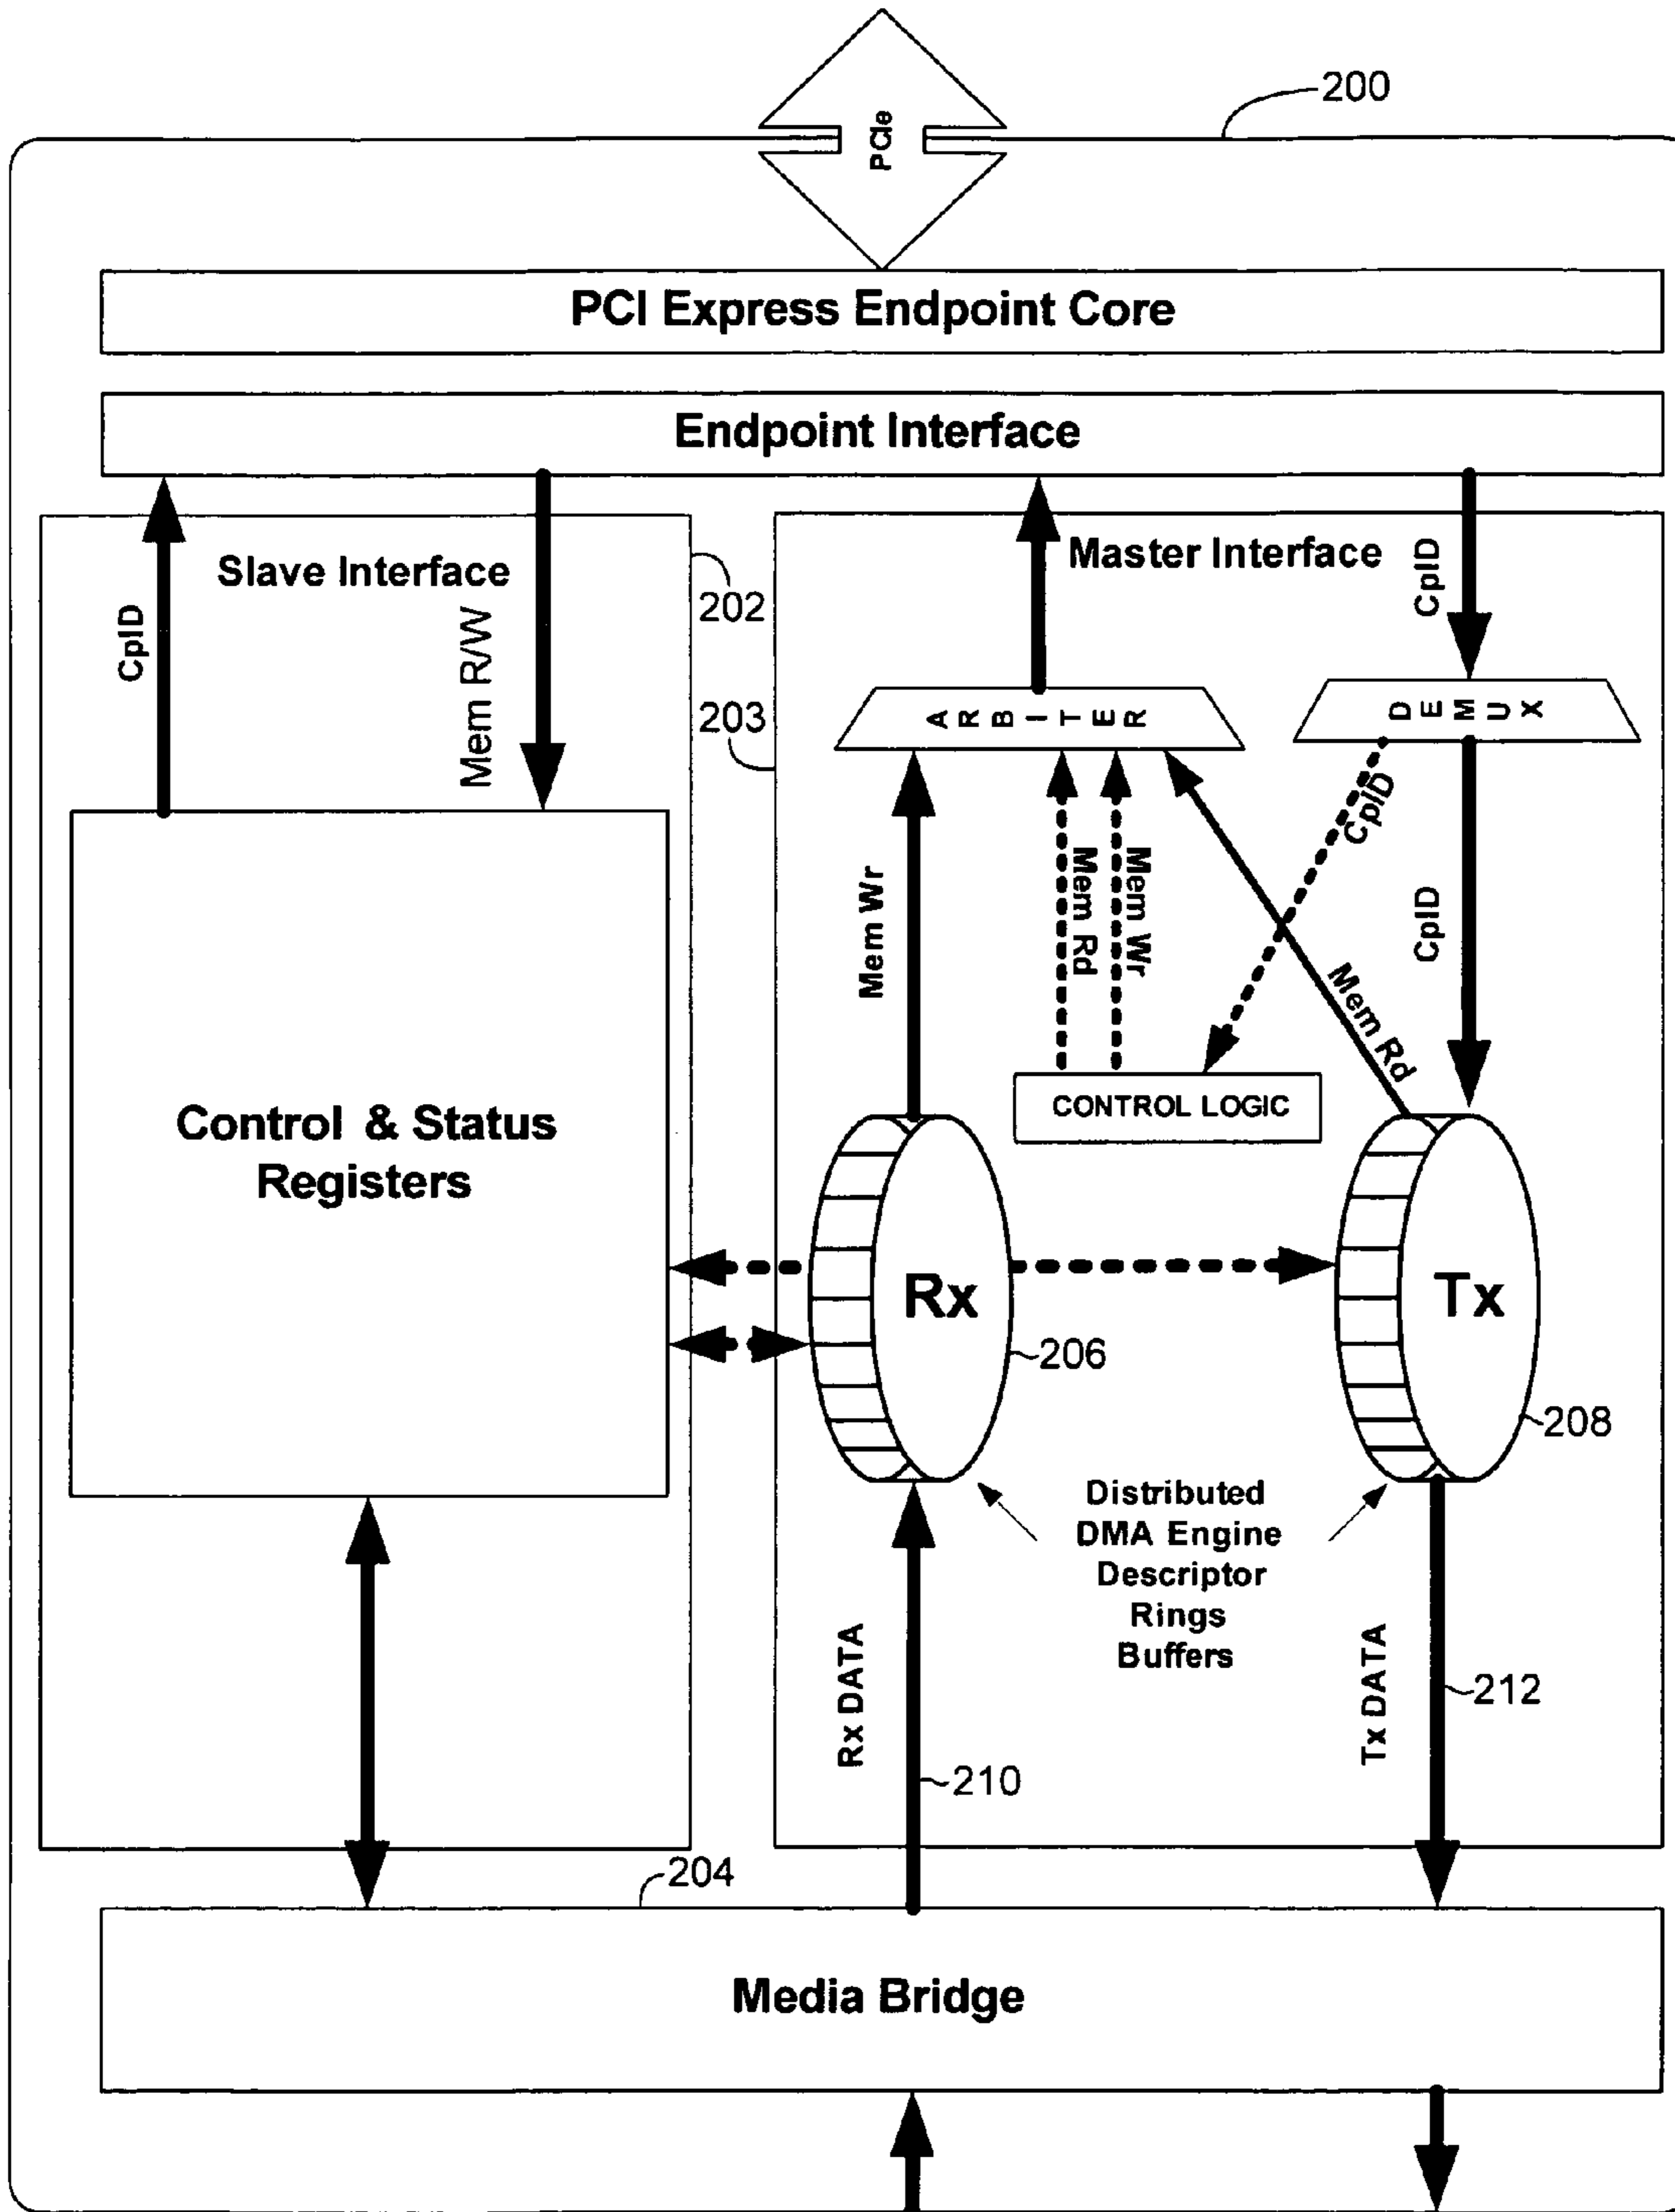 200
PCIe
PCI Express Endpoint Core
Endpoint Interface
Slave Interface
CplD
Mem R/W
202
203
Master Interface
CplD
ARBITER
DEMUX
CplD
Mem Wr
Mem Rd
Mem Wr
Mem Rd
CplD
CONTROL LOGIC
Control & Status
Registers
Rx
206
Tx
208
Distributed
DMA Engine
Descriptor
Rings
Buffers
Rx DATA
210
Tx DATA
212
204
Media Bridge